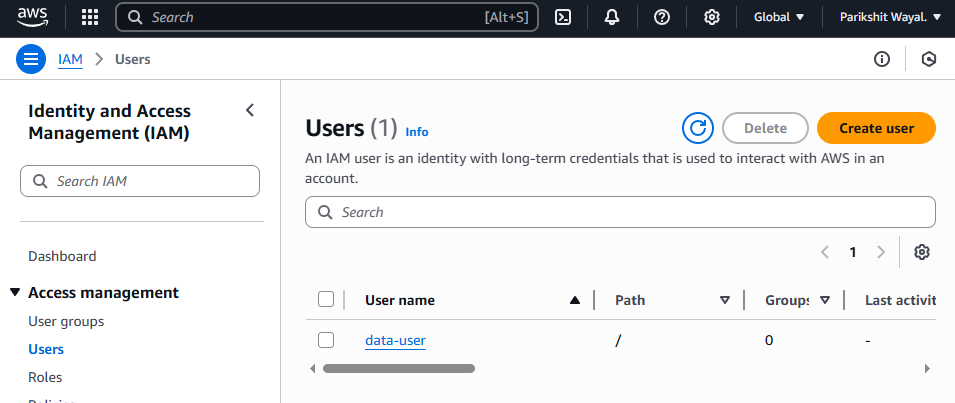 aws
Search [Alt+S]
Global ▼
Parikshit Wayal. ▼
IAM > Users
Identity and Access
Management (IAM)
Search IAM
Dashboard
Access management
User groups
Users
Roles
Policies
Users (1) Info
Delete
Create user
An IAM user is an identity with long-term credentials that is used to interact with AWS in an
account.
Search
1
User name
Path
Groups
Last activit
data-user
/
0
-